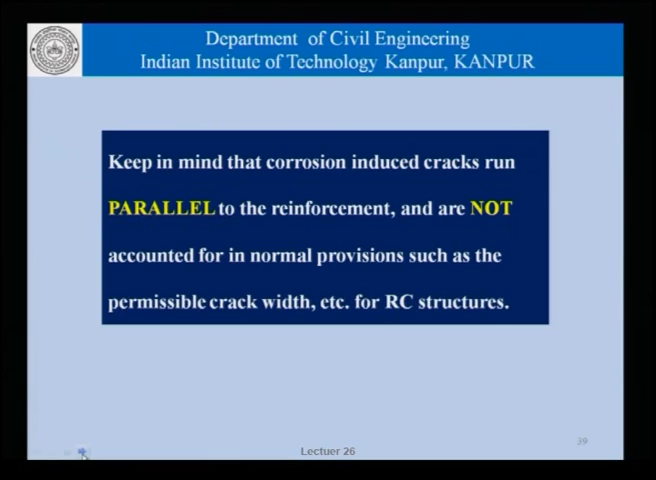 Department of Civil Engineering
Indian Institute of Technology Kanpur, KANPUR
Keep in mind that corrosion induced cracks run
PARALLEL to the reinforcement, and are NOT
accounted for in normal provisions such as the
permissible crack width, etc. for RC structures.
39
Lectuer 26